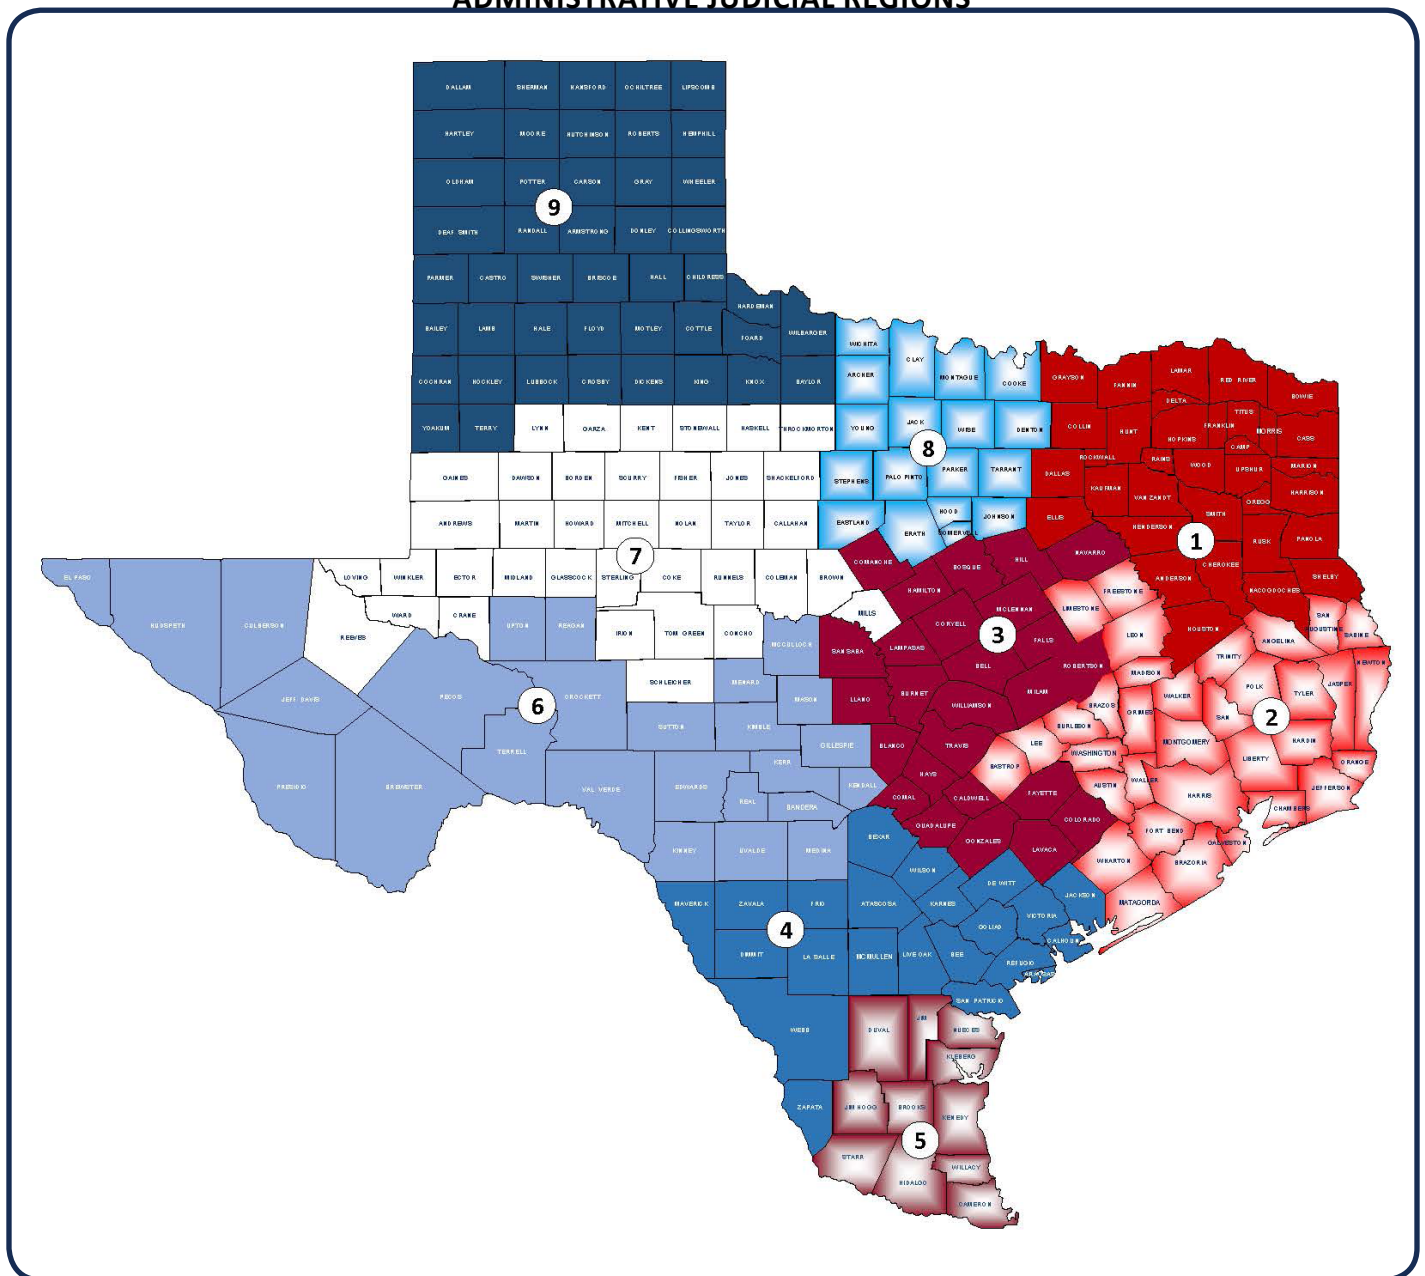 ADMINISTRATIVE JUDICIAL REGIONS
DALLAM SHERMAN HANSFORD OCHILTREE LIPSCOMB
HARTLEY MOORE HUTCHINSON ROBERTS HEMPHILL
OLDHAM POTTER CARSON GRAY WHEELER
9
DEAF SMITH RANDALL ARMSTRONG DONLEY COLLINGSWORTH
PARMER CASTRO SWISHER BRISCOE HALL CHILDRESS
HARDEMAN
BAILEY LAMB HALE FLOYD MOTLEY COTTLE FOARD WILBARGER
WICHITA CLAY
COCHRAN HOCKLEY LUBBOCK CROSBY DICKENS KING KNOX BAYLOR ARCHER MONTAGUE COOKE GRAYSON FANNIN LAMAR RED RIVER BOWIE
DELTA
YOAKUM TERRY LYNN GARZA KENT STONEWALL HASKELL THROCKMORTON YOUNG JACK WISE DENTON COLLIN HUNT HOPKINS FRANKLIN TITUS MORRIS CASS
8
CAMP
GAINES DAWSON BORDEN SCURRY FISHER JONES SHACKELFORD STEPHENS PALO PINTO PARKER TARRANT DALLAS ROCKWALL RAINS WOOD UPSHUR MARION
KAUFMAN VAN ZANDT HARRISON
GREGG
ANDREWS MARTIN HOWARD MITCHELL NOLAN TAYLOR CALLAHAN EASTLAND ERATH HOOD SOMERVELL JOHNSON ELLIS HENDERSON SMITH RUSK PANOLA
7
1
EL PASO HUDSPETH CULBERSON LOVING WINKLER ECTOR MIDLAND GLASSCOCK STERLING COKE RUNNELS COLEMAN BROWN COMANCHE BOSQUE HILL NAVARRO ANDERSON CHEROKEE NACOGDOCHES SHELBY
WARD CRANE UPTON REAGAN IRION TOM GREEN CONCHO MILLS HAMILTON MCLENNAN LIMESTONE FREESTONE
REEVES MCCULLOCH SAN SABA LAMPASAS CORYELL FALLS LEON HOUSTON ANGELINA SAN AUGUSTINE SABINE
3
JEFF DAVIS PECOS CROCKETT SCHLEICHER MENARD MASON LLANO BURNET BELL ROBERTSON MADISON TRINITY POLK TYLER JASPER NEWTON
6
PRESIDIO BREWSTER TERRELL VAL VERDE SUTTON KIMBLE GILLESPIE BLANCO WILLIAMSON MILAM BRAZOS GRIMES WALKER SAN
2
BURLESON MONTGOMERY LIBERTY HARDIN ORANGE
EDWARDS KERR KENDALL TRAVIS LEE WASHINGTON
REAL BANDERA HAYS BASTROP AUSTIN WALLER HARRIS CHAMBERS JEFFERSON
COMAL CALDWELL FAYETTE
KINNEY UVALDE MEDINA BEXAR GUADALUPE GONZALES LAVACA COLORADO WHARTON FORT BEND BRAZORIA GALVESTON
WILSON DE WITT JACKSON MATAGORDA
MAVERICK ZAVALA FRIO ATASCOSA KARNES VICTORIA
4
GOLIAD CALHOUN
DIMMIT LA SALLE MCMULLEN LIVE OAK BEE REFUGIO ARANSAS
SAN PATRICIO
WEBB DUVAL JIM NUECES
KLEBERG
ZAPATA JIM HOGG BROOKS KENEDY
5
STARR HIDALGO WILLACY
CAMERON